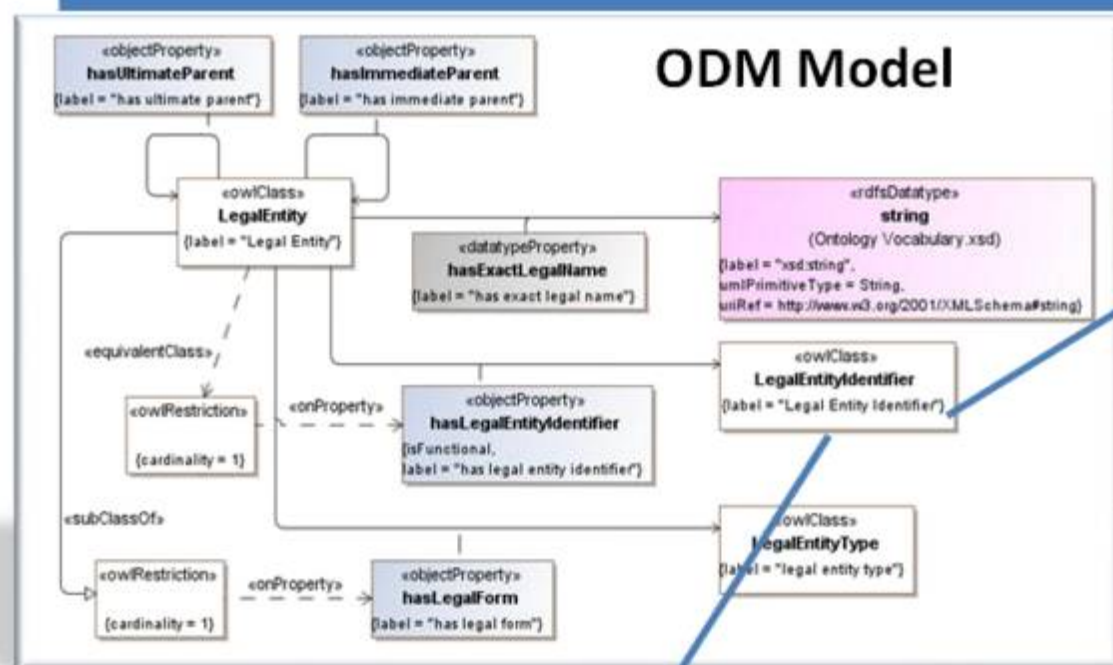 ODM Model
«objectProperty»
hasUltimateParent
{label = "has ultimate parent"}
«objectProperty»
hasImmediateParent
{label = "has immediate parent"}
«owlClass»
LegalEntity
{label = "Legal Entity"}
«datatypeProperty»
hasExactLegalName
{label = "has exact legal name"}
«rdfsDatatype»
string
(Ontology Vocabulary.xsd)
{label = "xsd:string",
umlPrimitiveType = String,
uriRef = http://www.w3.org/2001/XMLSchema#string}
«equivalentClass»
«owlClass»
LegalEntityIdentifier
{label = "Legal Entity Identifier"}
«owlRestriction»
{cardinality = 1}
«onProperty»
«objectProperty»
hasLegalEntityIdentifier
{isFunctional,
label = "has legal entity identifier"}
«subClassOf»
«owlClass»
LegalEntityType
{label = "legal entity type"}
«owlRestriction»
{cardinality = 1}
«onProperty»
«objectProperty»
hasLegalForm
{label = "has legal form"}